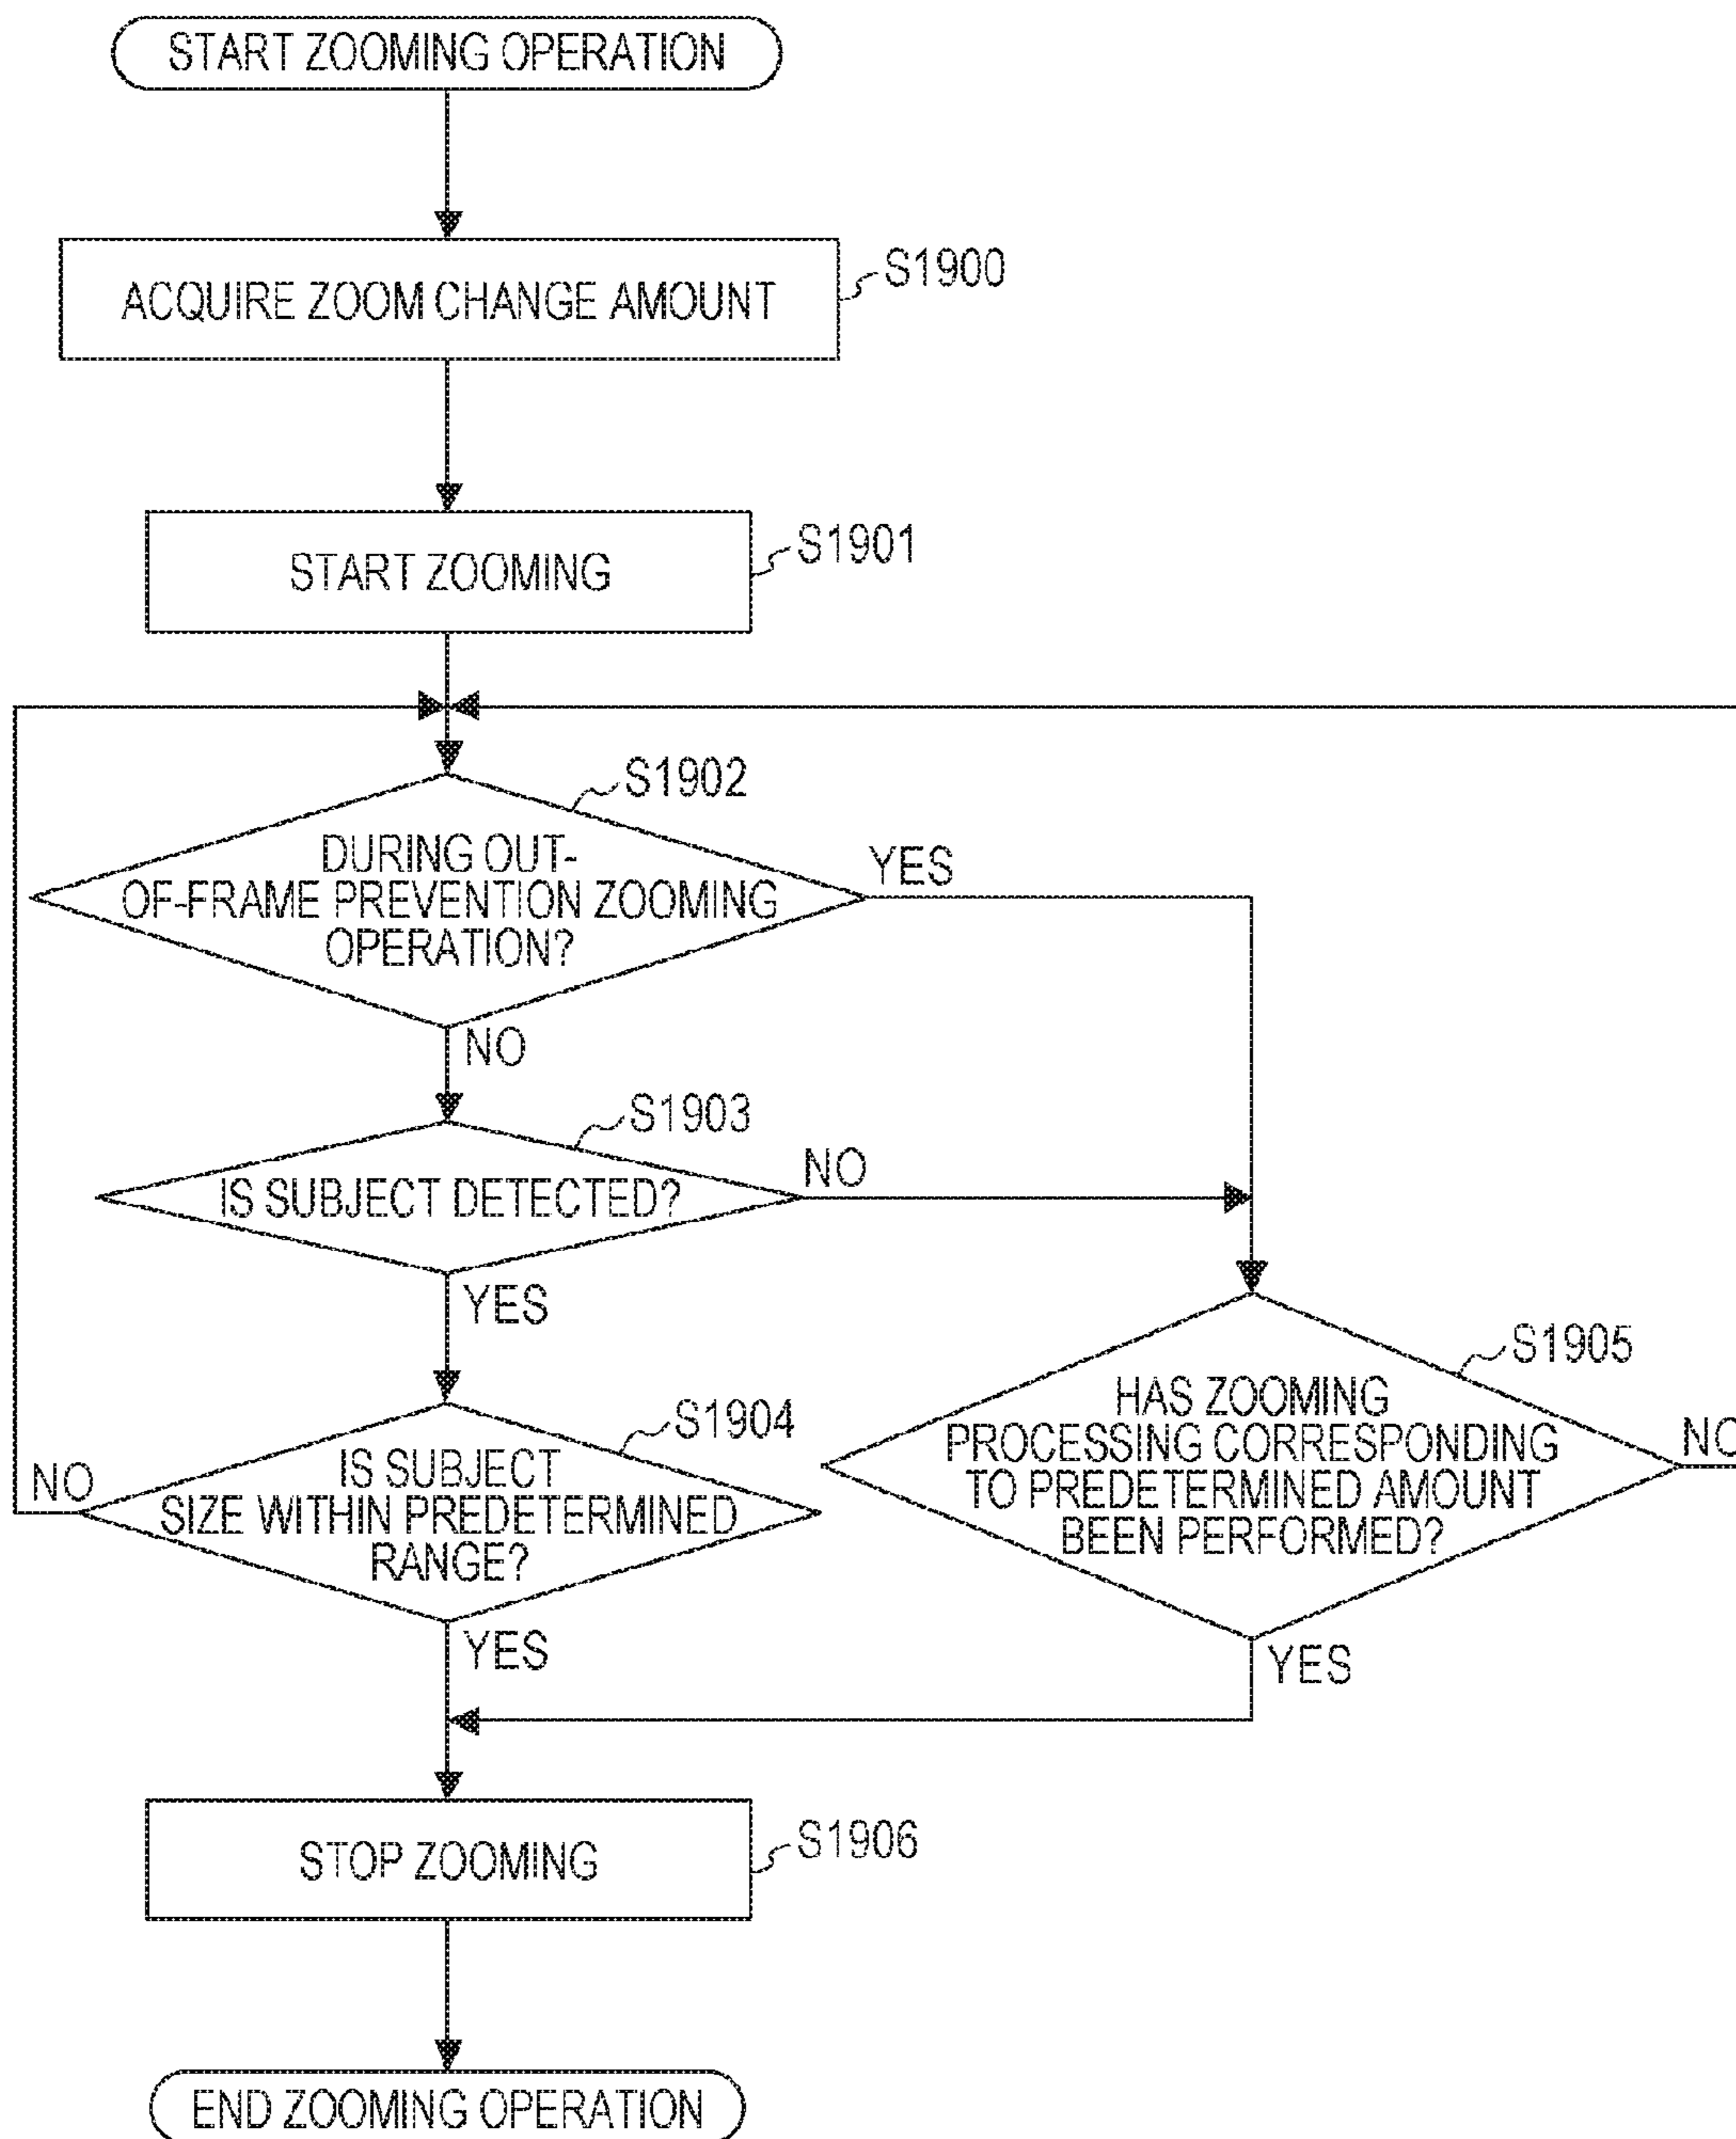 START ZOOMING OPERATION
ACQUIRE ZOOM CHANGE AMOUNT
S1900
START ZOOMING
S1901
S1902
DURING OUT-
OF-FRAME PREVENTION ZOOMING
OPERATION?
YES
NO
S1903
IS SUBJECT DETECTED?
NO
YES
S1904
IS SUBJECT
SIZE WITHIN PREDETERMINED
RANGE?
NO
YES
S1905
HAS ZOOMING
PROCESSING CORRESPONDING
TO PREDETERMINED AMOUNT
BEEN PERFORMED?
NO
YES
STOP ZOOMING
S1906
END ZOOMING OPERATION